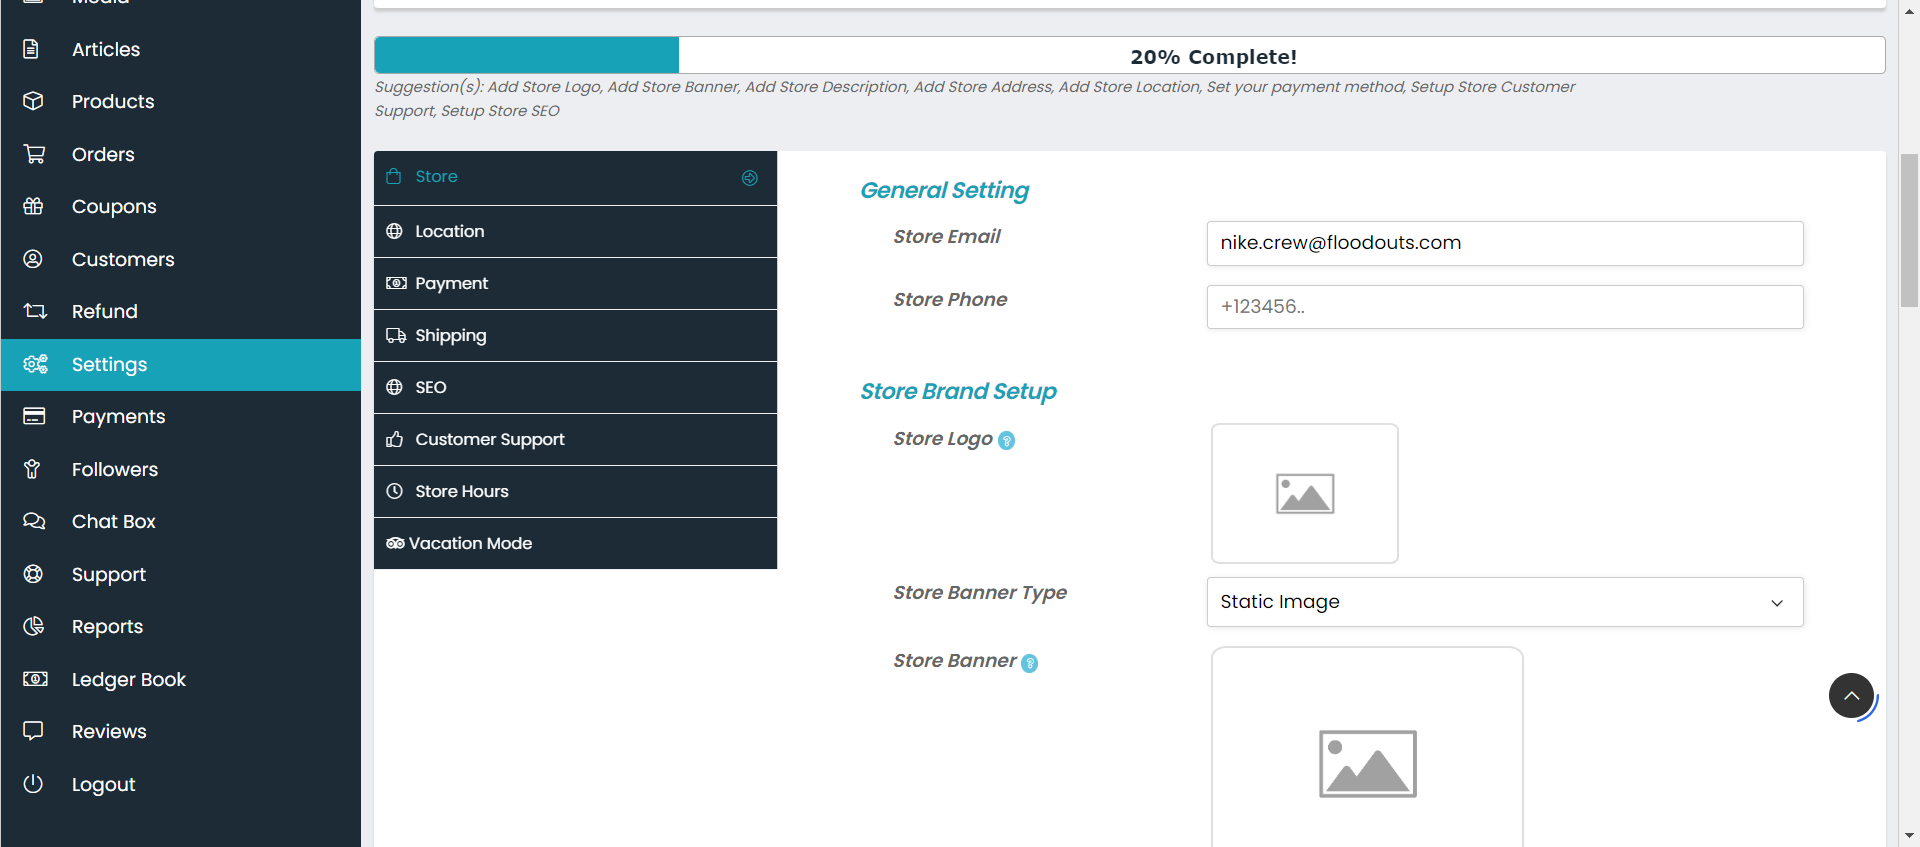 Media
Articles
Products
Orders
Coupons
Customers
Refund
Settings
Payments
Followers
Chat Box
Support
Reports
Ledger Book
Reviews
Logout
20% Complete!
Suggestion(s): Add Store Logo, Add Store Banner, Add Store Description, Add Store Address, Add Store Location, Set your payment method, Setup Store Customer
Support, Setup Store SEO
Store
Location
Payment
Shipping
SEO
Customer Support
Store Hours
Vacation Mode
General Setting
Store Email
nike.crew@floodouts.com
Store Phone
+123456..
Store Brand Setup
Store Logo ?
Store Banner Type
Static Image
Store Banner ?